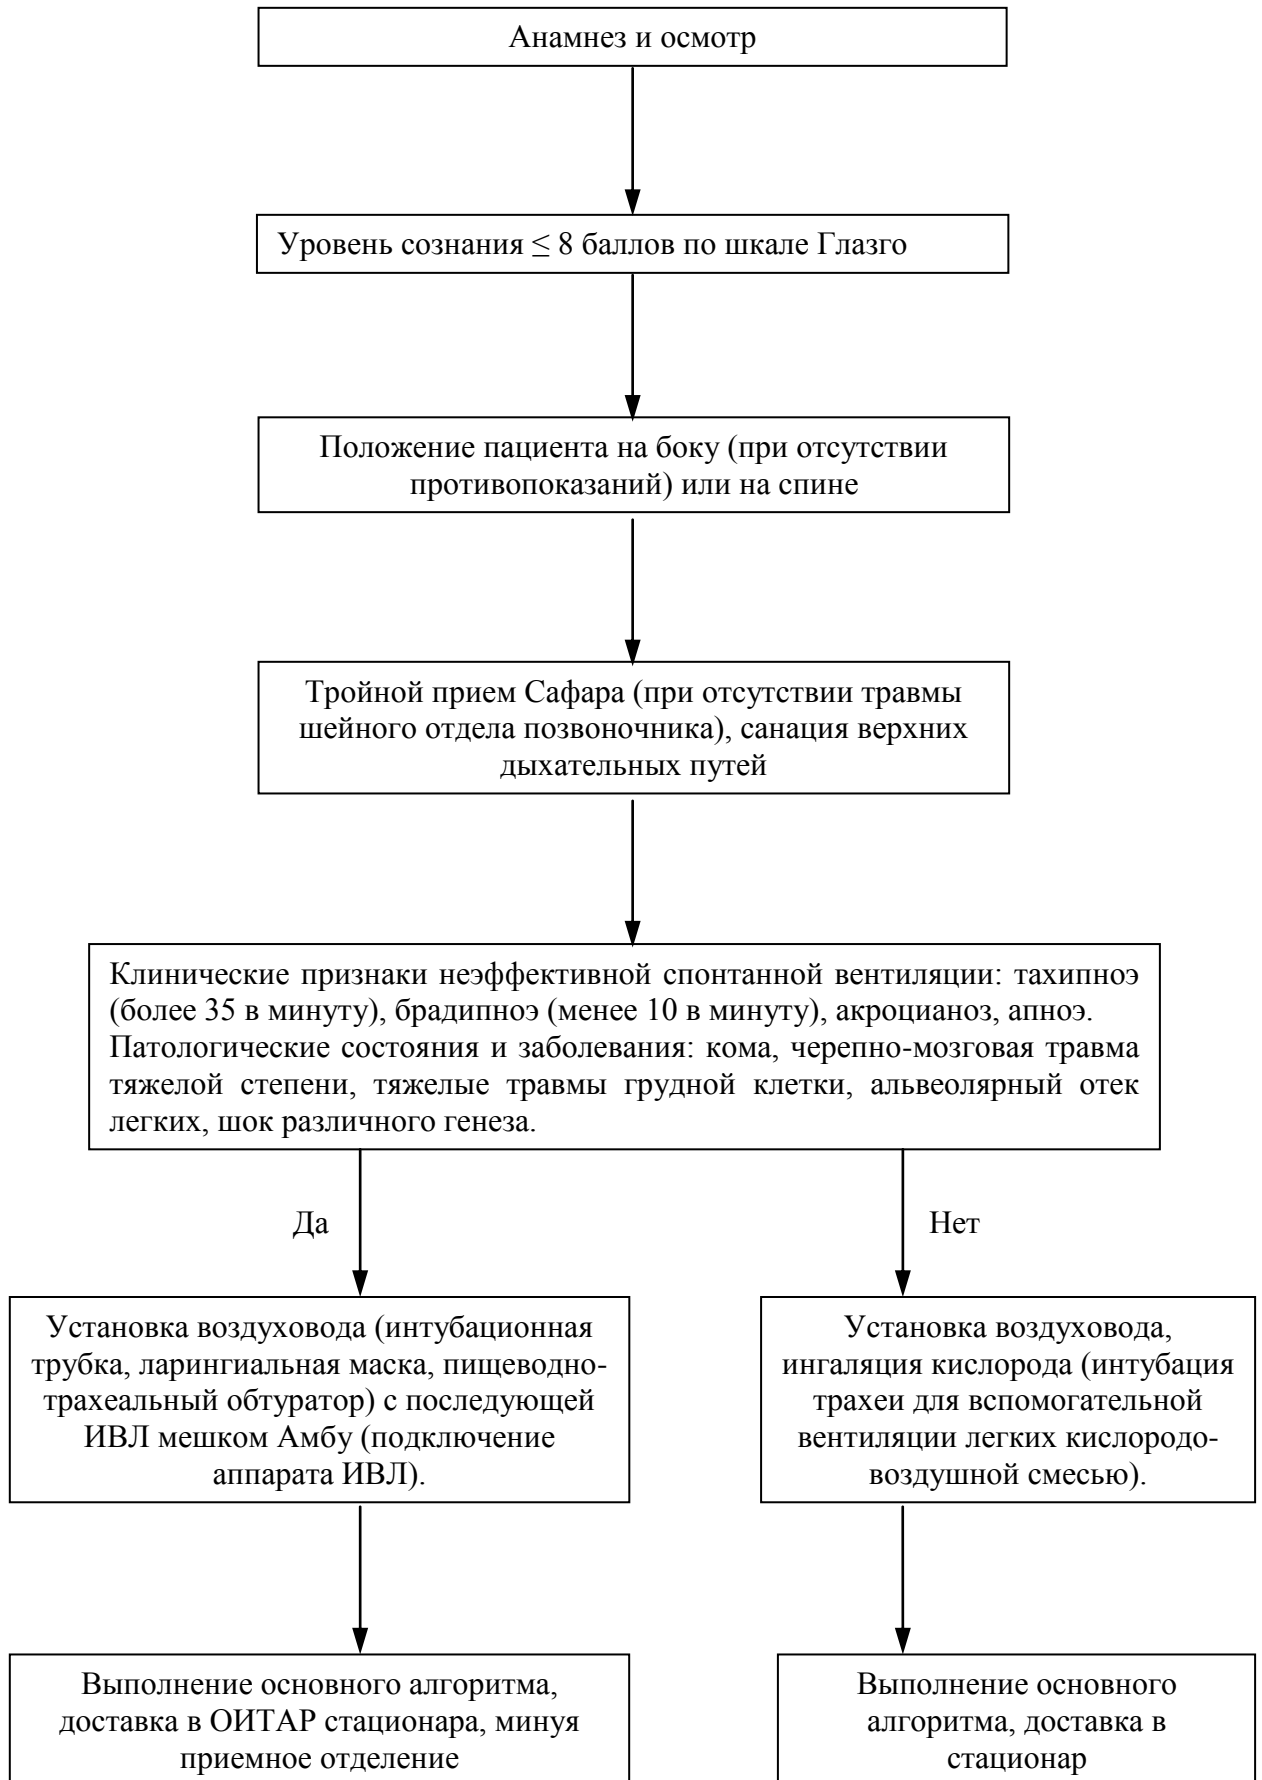 Анамнез и осмотр
Уровень сознания ≤ 8 баллов по шкале Глазго
Положение пациента на боку (при отсутствии
противопоказаний) или на спине
Тройной прием Сафара (при отсутствии травмы
шейного отдела позвоночника), санация верхних
дыхательных путей
Клинические признаки неэффективной спонтанной вентиляции: тахипноэ
(более 35 в минуту), брадипноэ (менее 10 в минуту), акроцианоз, апноэ.
Патологические состояния и заболевания: кома, черепно-мозговая травма
тяжелой степени, тяжелые травмы грудной клетки, альвеолярный отек
легких, шок различного генеза.
Да
Нет
Установка воздуховода (интубационная
трубка, ларингиальная маска, пищеводно-
трахеальный обтуратор) с последующей
ИВЛ мешком Амбу (подключение
аппарата ИВЛ).
Установка воздуховода,
ингаляция кислорода (интубация
трахеи для вспомогательной
вентиляции легких кислородо-
воздушной смесью).
Выполнение основного алгоритма,
доставка в ОИТАР стационара, минуя
приемное отделение
Выполнение основного
алгоритма, доставка в
стационар